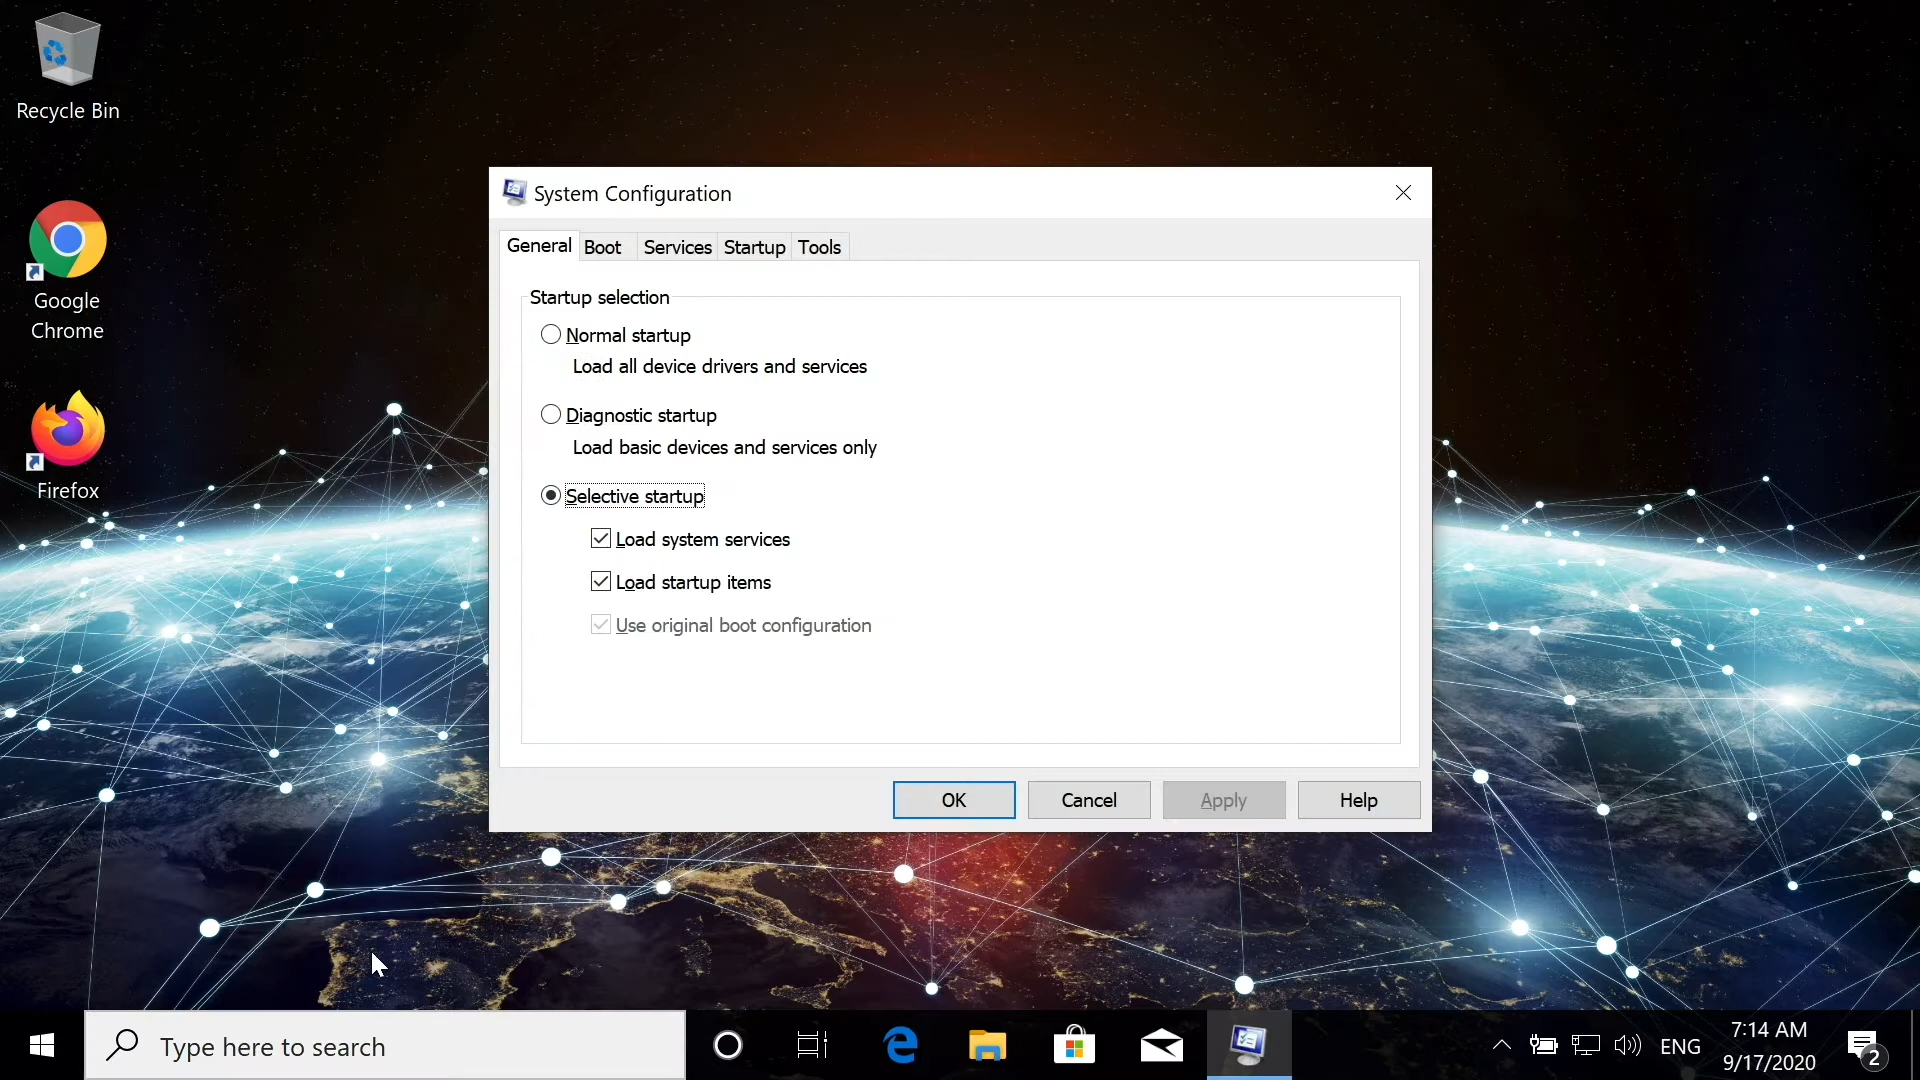 Recycle Bin
Google
Chrome
Firefox
System Configuration
General Boot Services Startup Tools
Startup selection
Normal startup
Load all device drivers and services
Diagnostic startup
Load basic devices and services only
Selective startup
Load system services
Load startup items
Use original boot configuration
OK Cancel Apply Help
Type here to search
ENG
7:14 AM
9/17/2020
2